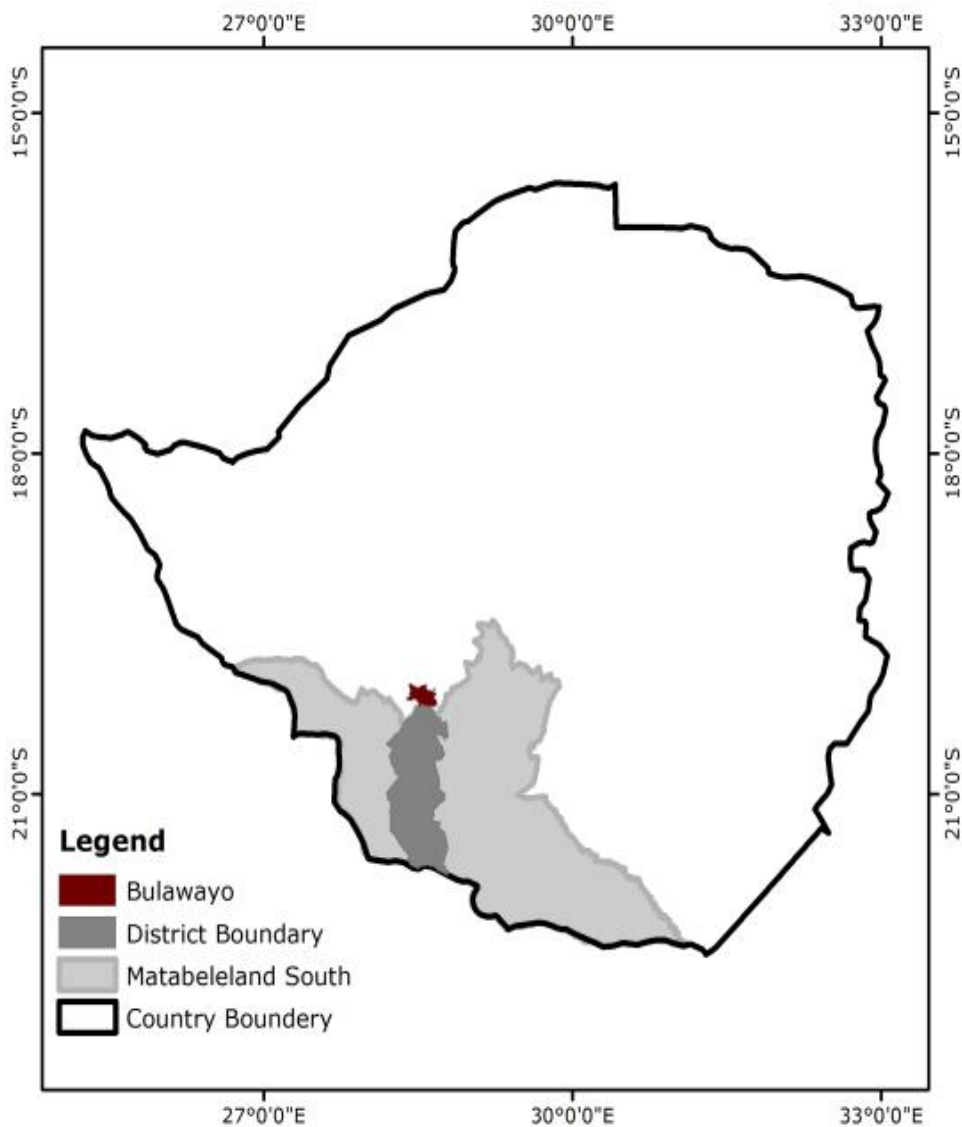 27°0'0"E 30°0'0"E 33°0'0"E
15°0'0"S 15°0'0"S
18°0'0"S 18°0'0"S
21°0'0"S 21°0'0"S
Legend
Bulawayo
District Boundary
Matabeleland South
Country Boundery
27°0'0"E 30°0'0"E 33°0'0"E